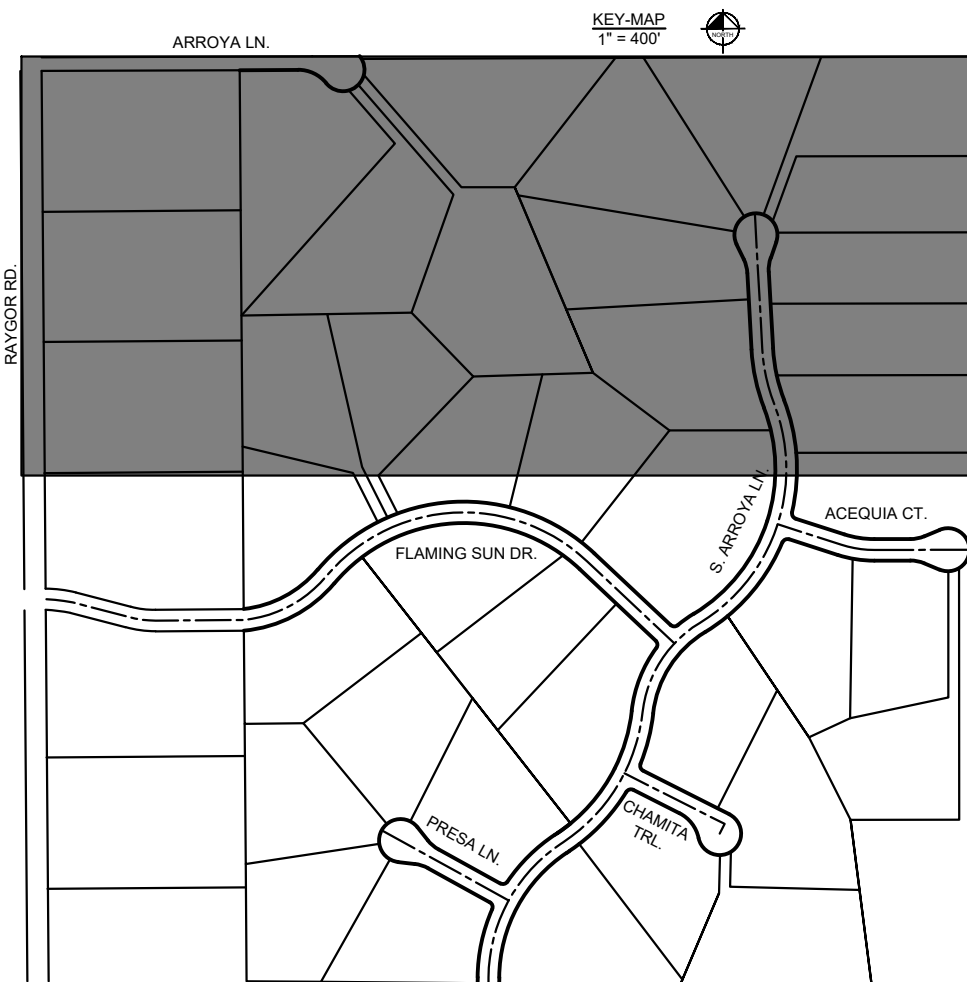 KEY-MAP
1" = 400'
NORTH
ARROYA LN.
RAYGOR RD.
S. ARROYA LN.
ACEQUIA CT.
FLAMING SUN DR.
CHAMITA
TRL.
PRESA LN.